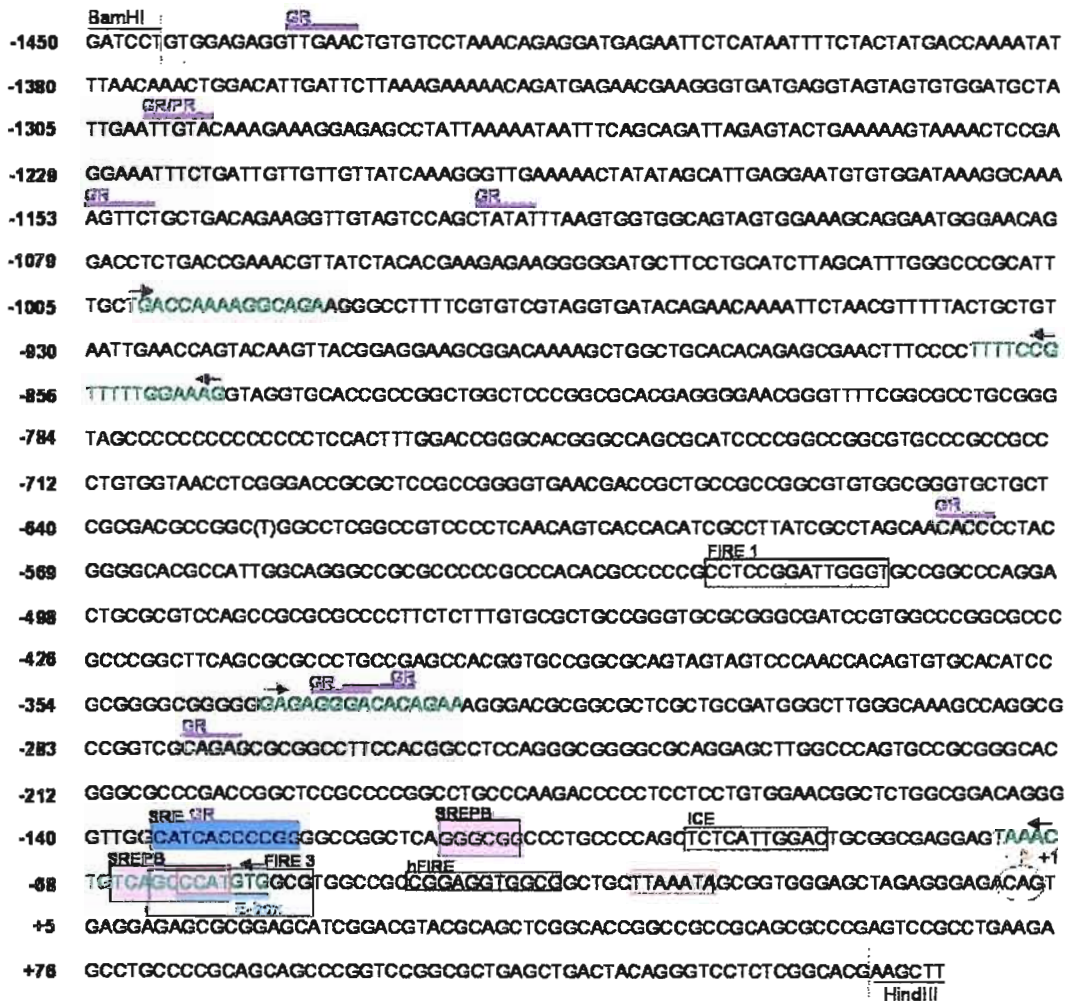 BamHI GR
-1450 GATCCTGTGGAGAGGTTGAACTGTGTCCTAAACAGAGGATGAGAATTCTCATAATTTTCTACTATGACCAAAATAT
-1380 TTAACAAACTGGACATTGATTCTTAAAGAAAAACAGATGAGAACGAAGGGTGATGAGGTAGTAGTGTGGATGCTA
GR/PR
-1305 TTGAATTGTACAAAGAAAGGAGAGCCTATTAAAAATAATTTCAGCAGATTAGAGTACTGAAAAAGTAAAACTCCGA
-1229 GGAAATTTCTGATTGTTGTTGTTATCAAAGGGTTGAAAAACTATATAGCATTGAGGAATGTGTGGATAAAGGCAAA
GR GR
-1153 AGTTCTGCTGACAGAAGGTTGTAGTCCAGCTATATTTAAGTGGTGGCAGTAGTGGAAAGCAGGAATGGGAACAG
-1079 GACCTCTGACCGAAACGTTATCTACACGAAGAGAAGGGGGATGCTTCCTGCATCTTAGCATTTGGGCCCGCATT
-1005 TGCTGACCAAAAGGCAGAAGGGCCTTTTCGTGTCGTAGGTGATACAGAACAAAATTCTAACGTTTTTACTGCTGT
-930 AATTGAACCAGTACAAGTTACGGAGGAAGCGGACAAAAGCTGGCTGCACACAGAGCGAACTTTCCCCTTTTCCG
-856 TTTTTGGAAAGGTAGGTGCACCGCCGGCTGGCTCCCGGCGCACGAGGGGAACGGGTTTTCGGCGCCTGCGGG
-784 TAGCCCCCCCCCCCCCCTCCACTTTGGACCGGGCACGGGCCAGCGCATCCCCGGCCGGCGTGCCCGCCGCC
-712 CTGTGGTAACCTCGGGACCGCGCTCCGCCGGGGTGAACGACCGCTGCCGCCGGCGTGTGGCGGGTGCTGCT
GR
-640 CGCGACGCCGGC(T)GGCCTCGGCCGTCCCCTCAACAGTCACCACATCGCCTTATCGCCTAGCAACACCCCTAC
FIRE 1
-569 GGGGCACGCCATTGGCAGGGCCGCGCCCCCGCCCACACGCCCCCGCCTCCGGATTGGGTGCCGGCCCAGGA
-498 CTGCGCGTCCAGCCGCGCGCCCCTTCTCTTTGTGCGCTGCCGGGTGCGCGGGCGATCCGTGGCCCGGCGCCC
-426 GCCCGGCTTCAGCGCGCCCTGCCGAGCCACGGTGCCGGCGCAGTAGTAGTCCCAACCACAGTGTGCACATCC
GR GR
-354 GCGGGGCGGGGGGAGAGGGACACAGAAAGGGACGCGGCGCTCGCTGCGATGGGCTTGGGCAAAGCCAGGCG
GR
-283 CCGGTCGCAGAGCGCGGCCTTCCACGGCCTCCAGGGCGGGGCGCAGGAGCTTGGCCCAGTGCCGCGGGCAC
-212 GGGCGCCCGACCGGCTCCGCCCCGGCCTGCCCAAGACCCCCTCCTCCTGTGGAACGGCTCTGGCGGACAGGG
SRE GR SREPB ICE
-140 GTTGGCATCACCCCGGGGCCGGCTCAGGGGCGGCCCTGCCCCAGCTCTCATTGGACTGCGGCGAGGAGTAAAC
SREPB FIRE 3 hFIRE +1
-68 TGTCAGCCCATGTGGCGTGGCCGCCGGAGGTGGCGGCTGCTTAAATAGCGGTGGGAGCTAGAGGGAGACAGT
E-box
+5 GAGGAGAGCGCGGAGCATCGGACGTACGCAGCTCGGCACCGGCCGCCGCAGCGCCCGAGTCCGCCTGAAGA
+76 GCCTGCCCCGCAGCAGCCCGGTCCGGCGCTGAGCTGACTACAGGGTCCTCTCGGCACGAAGCTT
HindIII